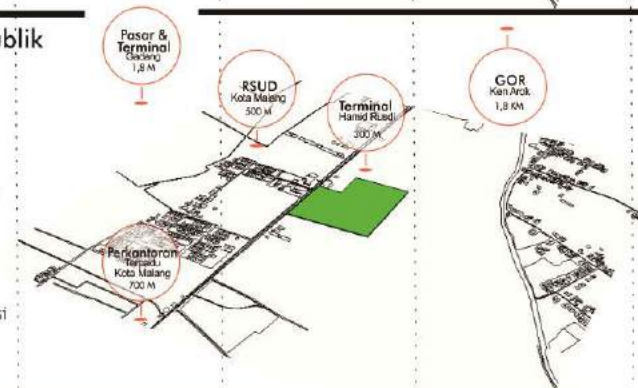 blik
Pasar &
Terminal
Gadang
1,8 M
RSUD
Kota Malang
500 M
Terminal
Hamid Rusdi
300 M
GOR
Ken Arok
1,8 KM
Perkantoran
Terpadu
Kota Malang
700 M
si